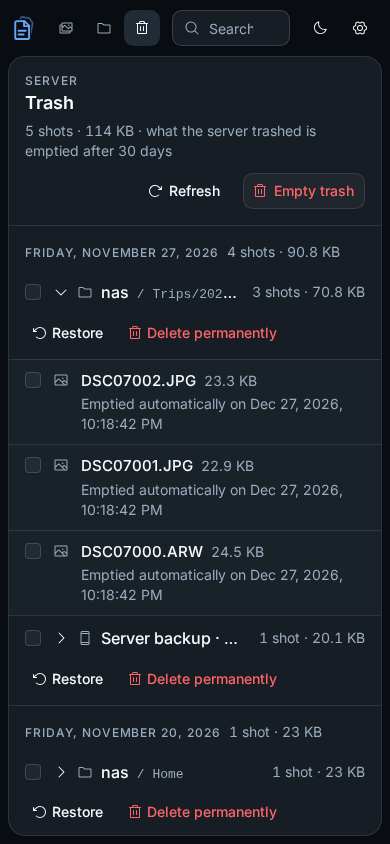 Search
SERVER
Trash
5 shots · 114 KB · what the server trashed is
emptied after 30 days
Refresh
Empty trash
FRIDAY, NOVEMBER 27, 2026 4 shots · 90.8 KB
nas / Trips/202... 3 shots · 70.8 KB
Restore
Delete permanently
DSC07002.JPG 23.3 KB
Emptied automatically on Dec 27, 2026,
10:18:42 PM
DSC07001.JPG 22.9 KB
Emptied automatically on Dec 27, 2026,
10:18:42 PM
DSC07000.ARW 24.5 KB
Emptied automatically on Dec 27, 2026,
10:18:42 PM
Server backup · ... 1 shot · 20.1 KB
Restore
Delete permanently
FRIDAY, NOVEMBER 20, 2026 1 shot · 23 KB
nas / Home 1 shot · 23 KB
Restore
Delete permanently